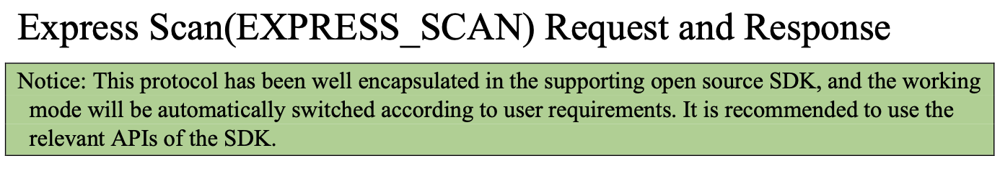 Express Scan(EXPRESS_SCAN) Request and Response
Notice: This protocol has been well encapsulated in the supporting open source SDK, and the working
mode will be automatically switched according to user requirements. It is recommended to use the
relevant APIs of the SDK.